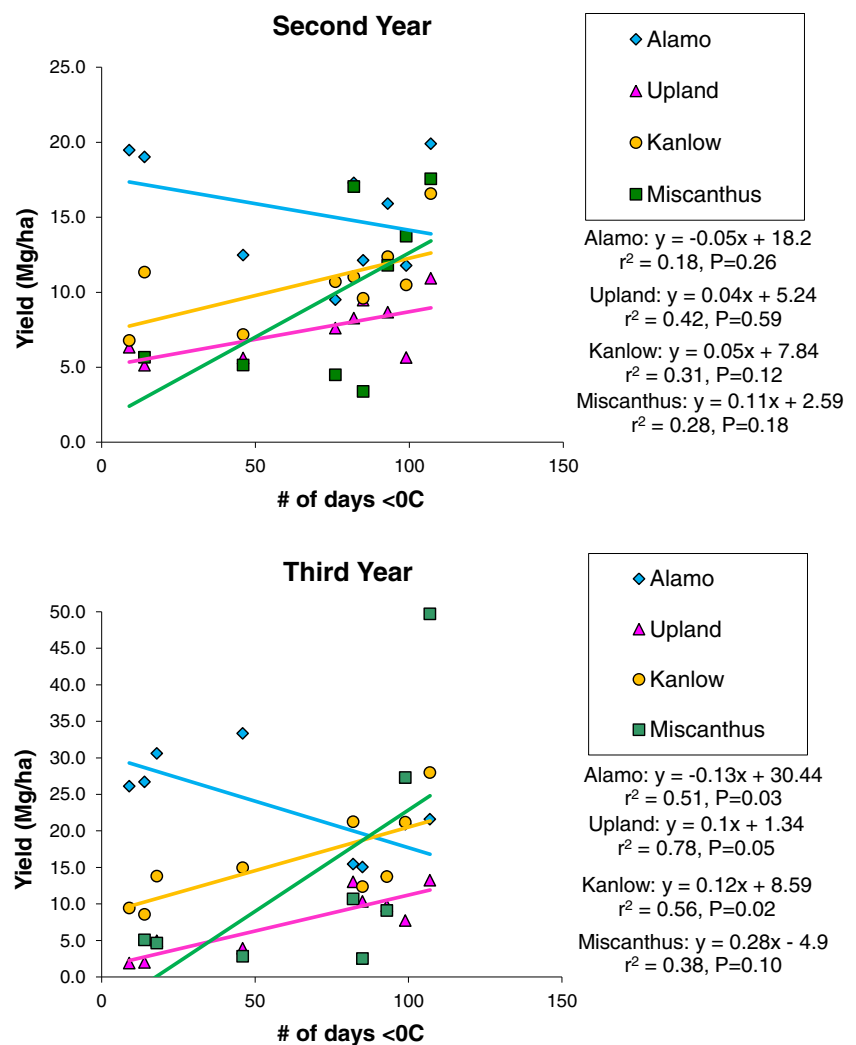 Second Year
25.0
20.0
15.0
10.0
5.0
0.0
0
50
100
150
Yield (Mg/ha)
# of days <0C
Alamo
Upland
Kanlow
Miscanthus
Alamo: y = -0.05x + 18.2
r² = 0.18, P=0.26
Upland: y = 0.04x + 5.24
r² = 0.42, P=0.59
Kanlow: y = 0.05x + 7.84
r² = 0.31, P=0.12
Miscanthus: y = 0.11x + 2.59
r² = 0.28, P=0.18
Third Year
50.0
45.0
40.0
35.0
30.0
25.0
20.0
15.0
10.0
5.0
0.0
0
50
100
150
Yield (Mg/ha)
# of days <0C
Alamo
Upland
Kanlow
Miscanthus
Alamo: y = -0.13x + 30.44
r² = 0.51, P=0.03
Upland: y = 0.1x + 1.34
r² = 0.78, P=0.05
Kanlow: y = 0.12x + 8.59
r² = 0.56, P=0.02
Miscanthus: y = 0.28x - 4.9
r² = 0.38, P=0.10